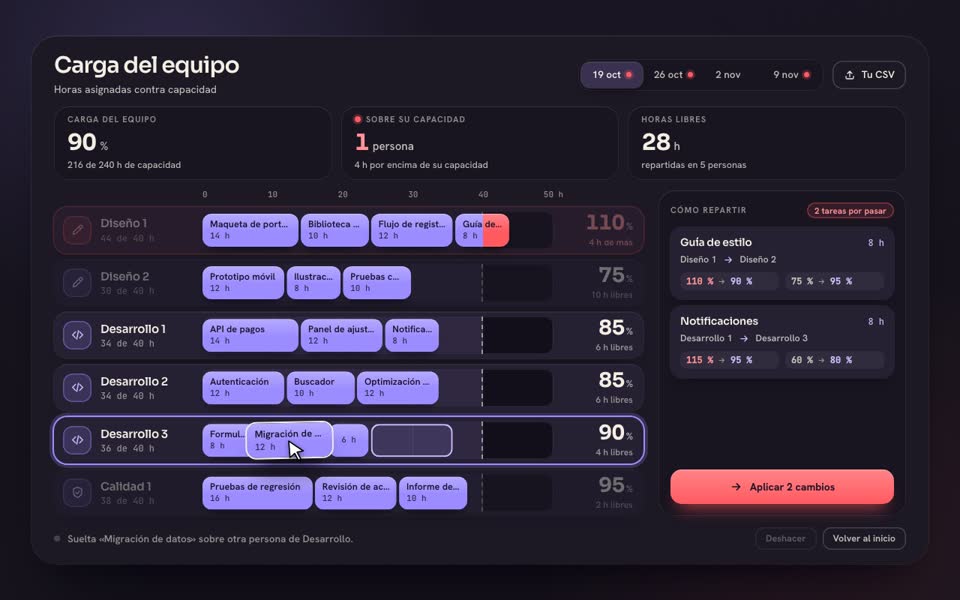 Carga del equipo
Horas asignadas contra capacidad
19 oct
26 oct
2 nov
9 nov
Tu CSV
CARGA DEL EQUIPO
90 %
216 de 240 h de capacidad
SOBRE SU CAPACIDAD
1 persona
4 h por encima de su capacidad
HORAS LIBRES
28 h
repartidas en 5 personas
0 10 20 30 40 50 h
Diseño 1
44 de 40 h
Maqueta de port...
14 h
Biblioteca ...
10 h
Flujo de regist...
12 h
Guía de...
8 h
110%
4 h de más
Diseño 2
30 de 40 h
Prototipo móvil
12 h
Ilustrac...
8 h
Pruebas c...
10 h
75%
10 h libres
Desarrollo 1
34 de 40 h
API de pagos
14 h
Panel de ajust...
12 h
Notifica...
8 h
85%
6 h libres
Desarrollo 2
34 de 40 h
Autenticación
12 h
Buscador
10 h
Optimización ...
12 h
85%
6 h libres
Desarrollo 3
36 de 40 h
Formul...
8 h
Migración de ...
12 h
6 h
90%
4 h libres
Calidad 1
38 de 40 h
Pruebas de regresión
16 h
Revisión de ac...
12 h
Informe de...
10 h
95%
2 h libres
CÓMO REPARTIR
2 tareas por pasar
Guía de estilo
8 h
Diseño 1 → Diseño 2
110 % → 90 %
75 % → 95 %
Notificaciones
8 h
Desarrollo 1 → Desarrollo 3
115 % → 95 %
60 % → 80 %
→ Aplicar 2 cambios
Suelta «Migración de datos» sobre otra persona de Desarrollo.
Deshacer
Volver al inicio